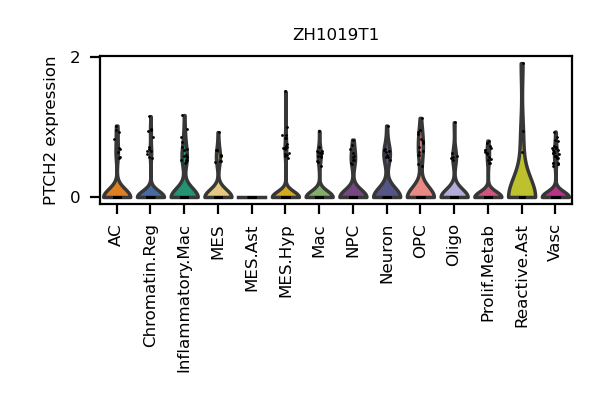 ZH1019T1
PTCH2 expression
2
0
AC
Chromatin.Reg
Inflammatory.Mac
MES
MES.Ast
MES.Hyp
Mac
NPC
Neuron
OPC
Oligo
Prolif.Metab
Reactive.Ast
Vasc